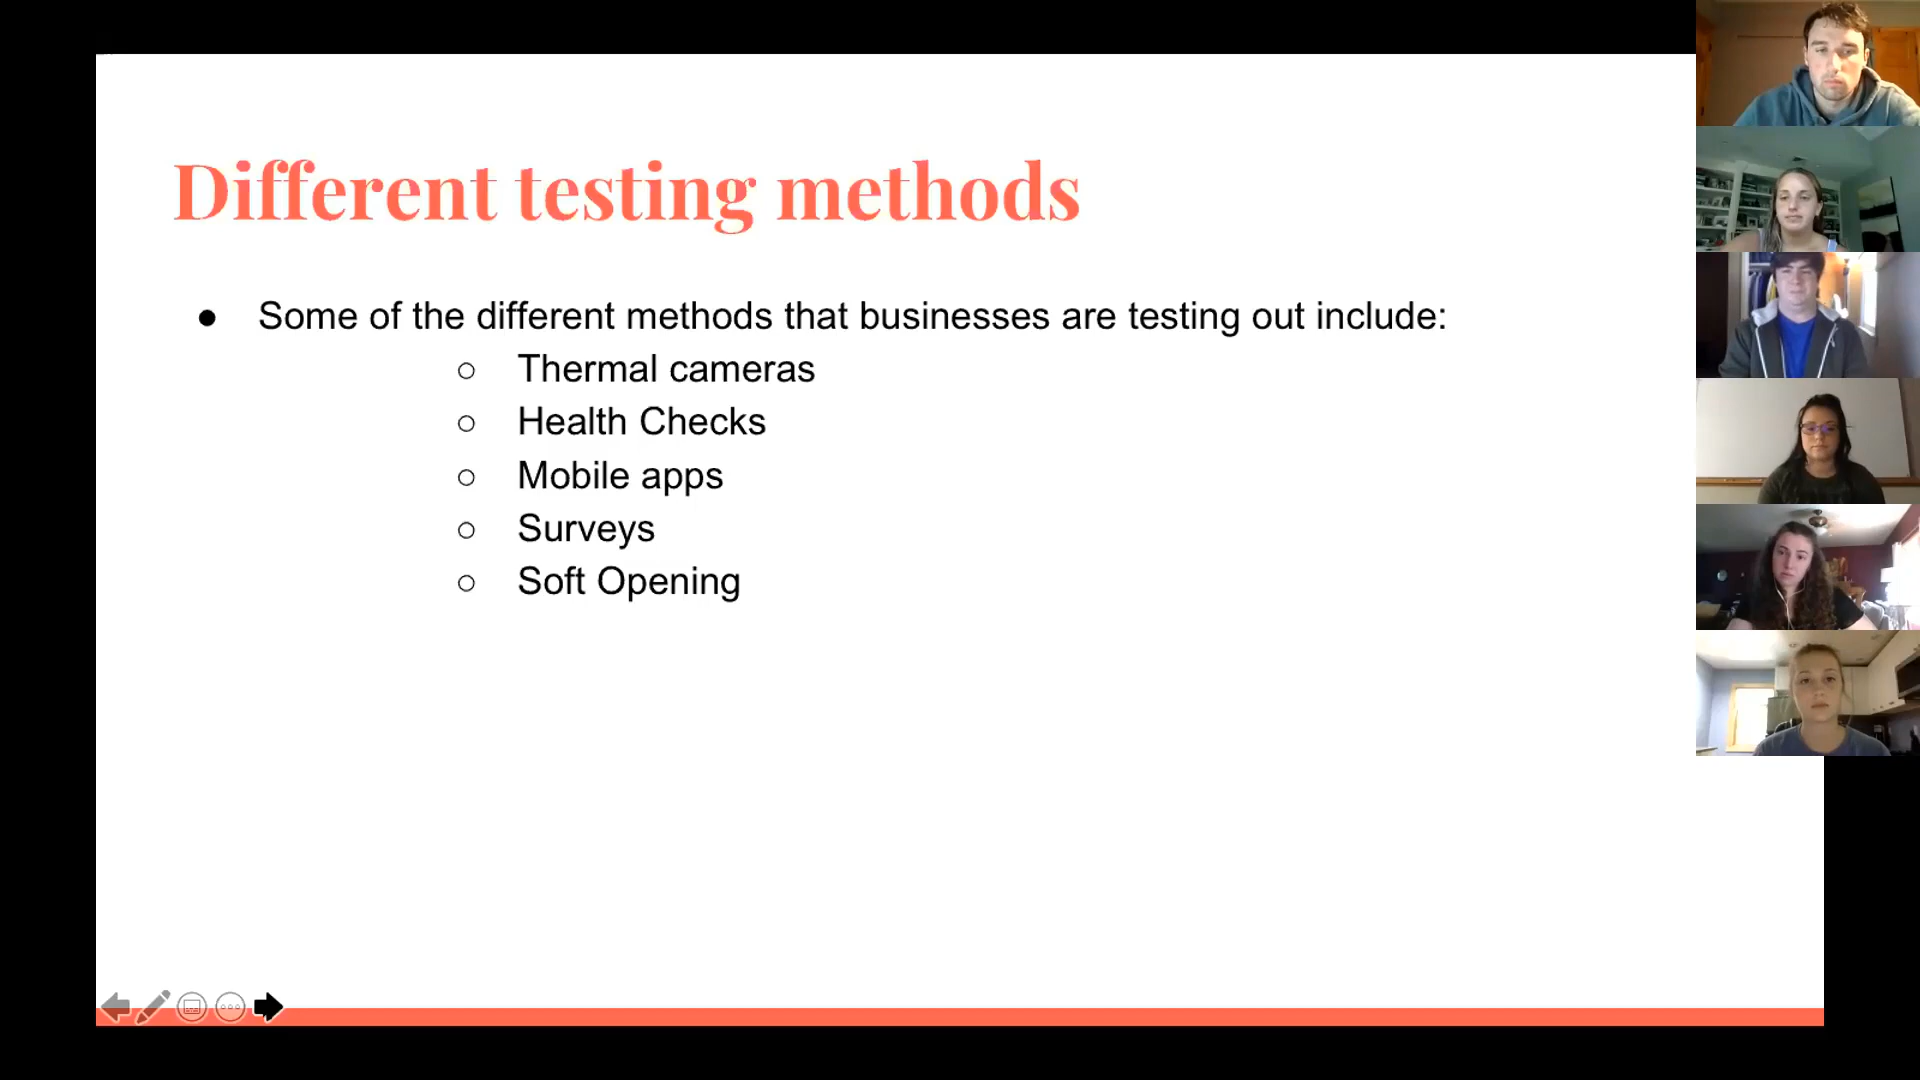 Different testing methods
● Some of the different methods that businesses are testing out include:
○ Thermal cameras
○ Health Checks
○ Mobile apps
○ Surveys
○ Soft Opening